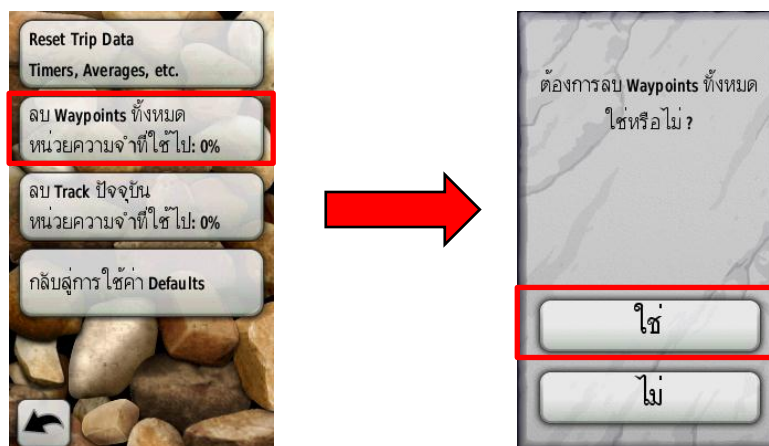 Reset Trip Data
Timers, Averages, etc.
ลบ Waypoints ทั้งหมด
หน่วยความจำที่ใช้ไป: 0%
ลบ Track ปัจจุบัน
หน่วยความจำที่ใช้ไป: 0%
กลับสู่การใช้ค่า Defaults
ต้องการลบ Waypoints ทั้งหมด
ใช่หรือไม่ ?
ใช่
ไม่